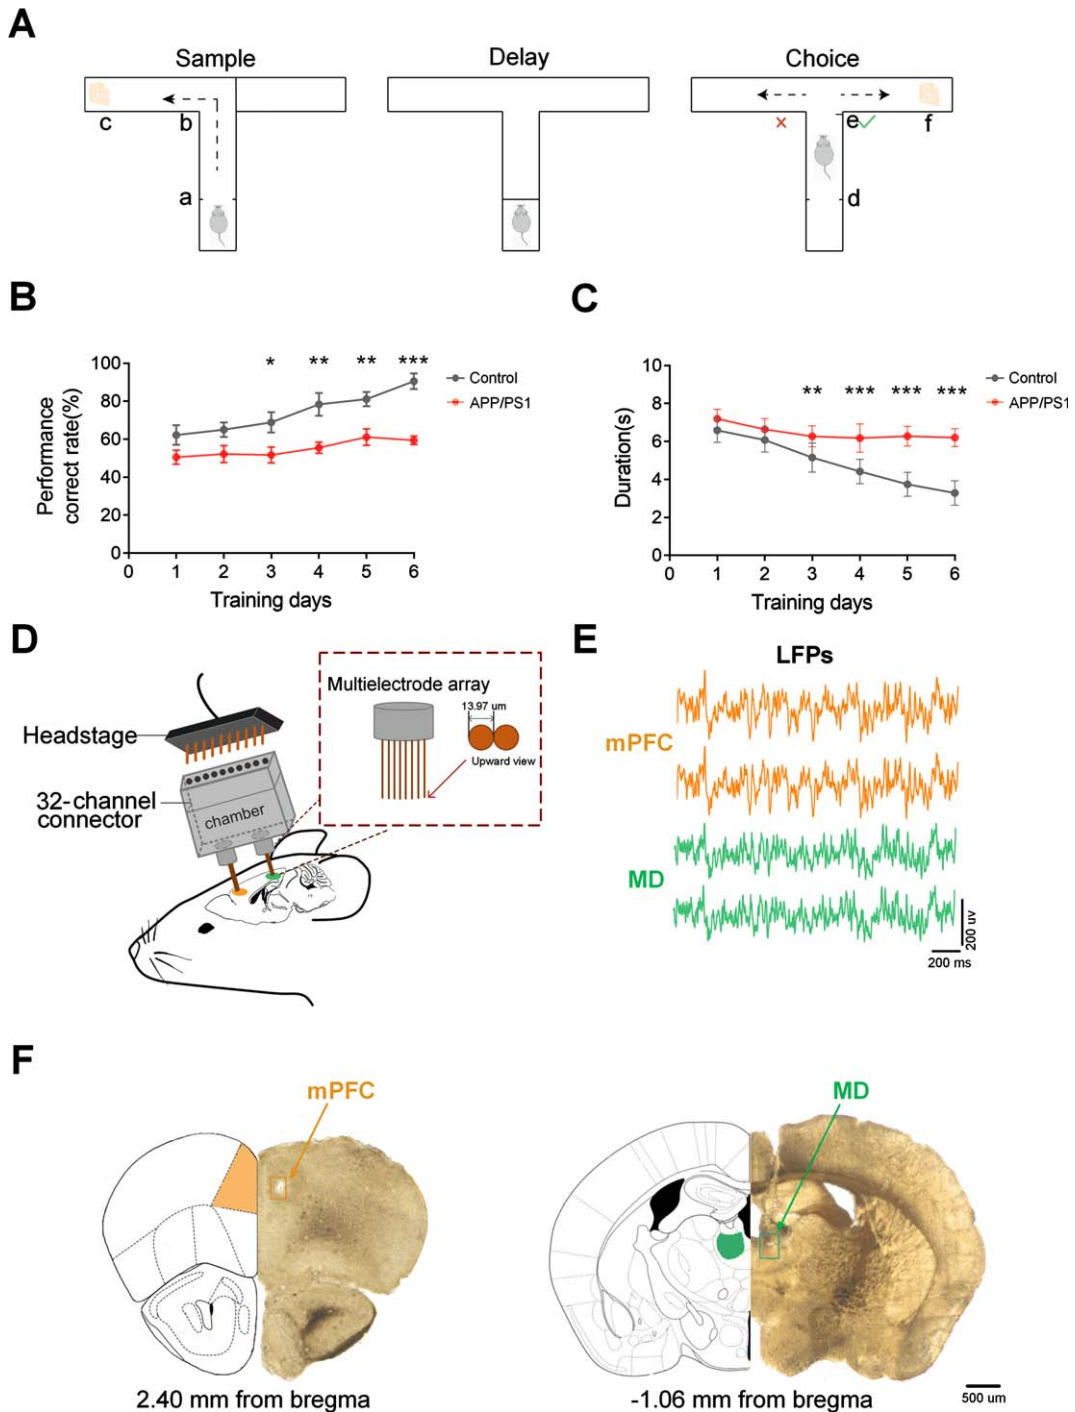 A
Sample
Delay
Choice
c
b
a
e
f
d
B
Performance
correct rate(%)
100
80
60
40
20
0
0 1 2 3 4 5 6
Training days
* ** ** ***
Control
APP/PS1
C
Duration(s)
10
8
6
4
2
0
0 1 2 3 4 5 6
Training days
** *** *** ***
Control
APP/PS1
D
Headstage
32-channel
connector
chamber
Multielectrode array
13.97 um
Upward view
E
LFPs
mPFC
MD
200 uv
200 ms
F
mPFC
MD
2.40 mm from bregma
-1.06 mm from bregma
500 um